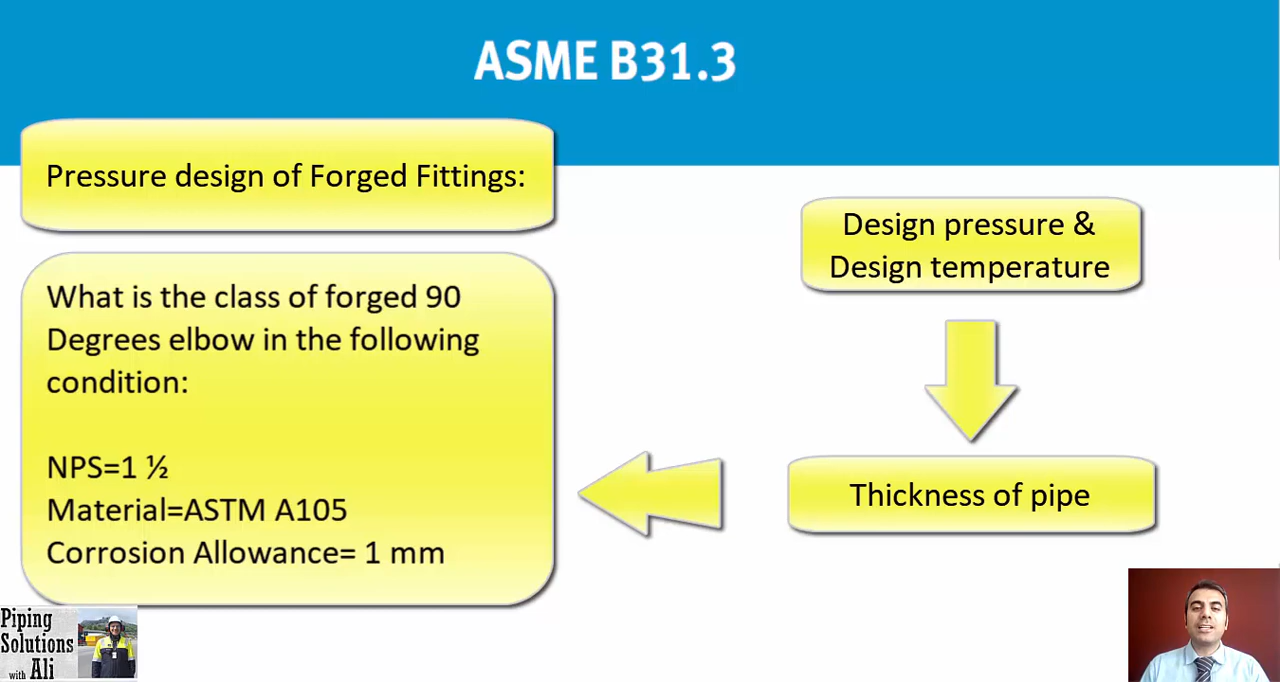 ASME B31.3
Pressure design of Forged Fittings:
What is the class of forged 90
Degrees elbow in the following
condition:
NPS=1 ½
Material=ASTM A105
Corrosion Allowance= 1 mm
Design pressure &
Design temperature
Thickness of pipe
Piping
Solutions
with Ali